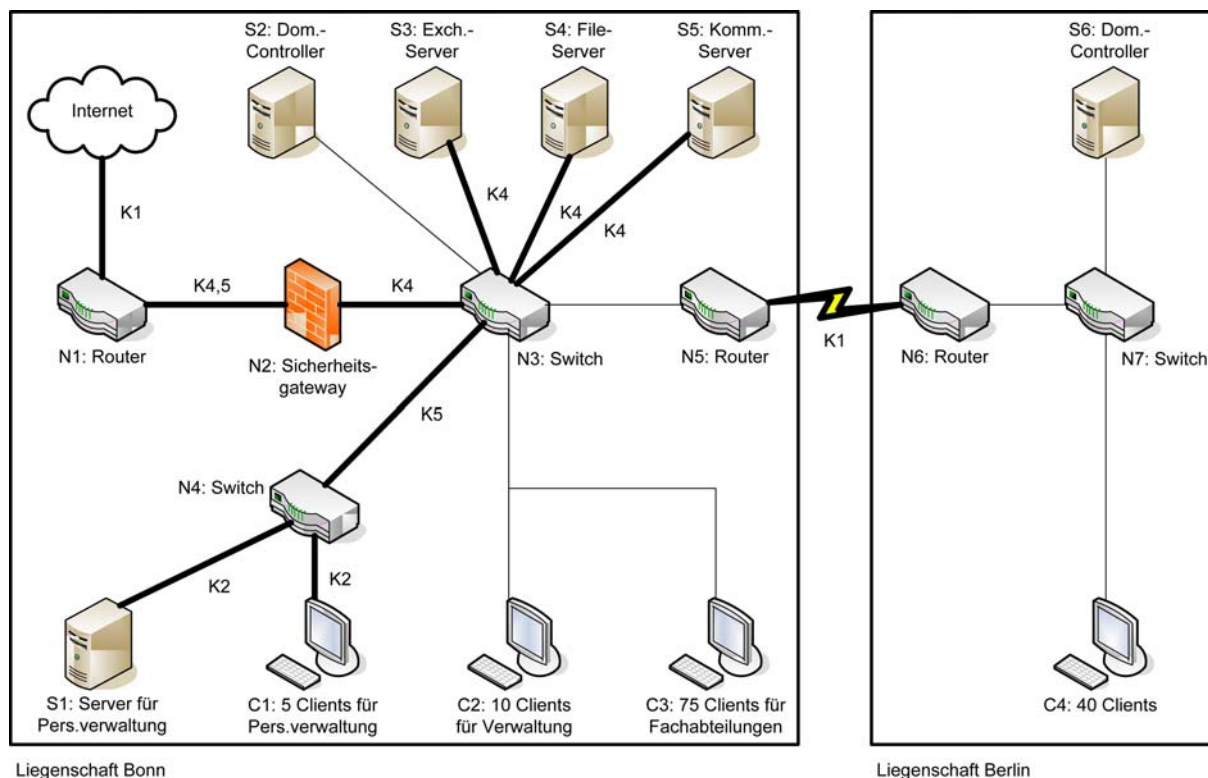 S2: Dom.-
Controller
S3: Exch.-
Server
S4: File-
Server
S5: Komm.-
Server
S6: Dom.-
Controller
Internet
K1
K4
K4
K4
K4,5
K4
N1: Router
N2: Sicherheits-
gateway
N3: Switch
N5: Router
K1
N6: Router
N7: Switch
K5
N4: Switch
K2
K2
S1: Server für
Pers.verwaltung
C1: 5 Clients für
Pers.verwaltung
C2: 10 Clients
für Verwaltung
C3: 75 Clients für
Fachabteilungen
C4: 40 Clients
Liegenschaft Bonn
Liegenschaft Berlin